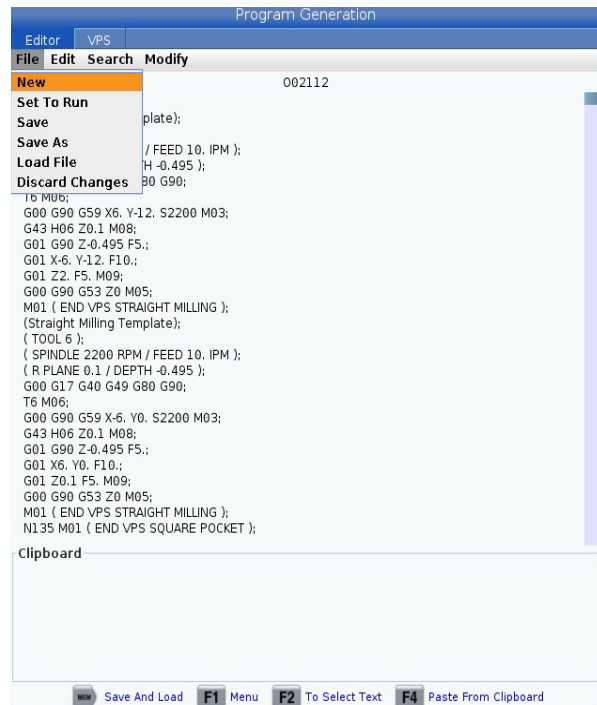 Program Generation
Editor VPS
File Edit Search Modify
New O02112
Set To Run
Save plate);
Save As / FEED 10. IPM );
Load File H -0.495 );
Discard Changes 80 G90;
T6 M06;
G00 G90 G59 X6. Y-12. S2200 M03;
G43 H06 Z0.1 M08;
G01 G90 Z-0.495 F5.;
G01 X-6. Y-12. F10.;
G01 Z2. F5. M09;
G00 G90 G53 Z0 M05;
M01 ( END VPS STRAIGHT MILLING );
(Straight Milling Template);
( TOOL 6 );
( SPINDLE 2200 RPM / FEED 10. IPM );
( R PLANE 0.1 / DEPTH -0.495 );
G00 G17 G40 G49 G80 G90;
T6 M06;
G00 G90 G59 X-6. Y0. S2200 M03;
G43 H06 Z0.1 M08;
G01 G90 Z-0.495 F5.;
G01 X6. Y0. F10.;
G01 Z0.1 F5. M09;
G00 G90 G53 Z0 M05;
M01 ( END VPS STRAIGHT MILLING );
N135 M01 ( END VPS SQUARE POCKET );
Clipboard
NEW Save And Load F1 Menu F2 To Select Text F4 Paste From Clipboard